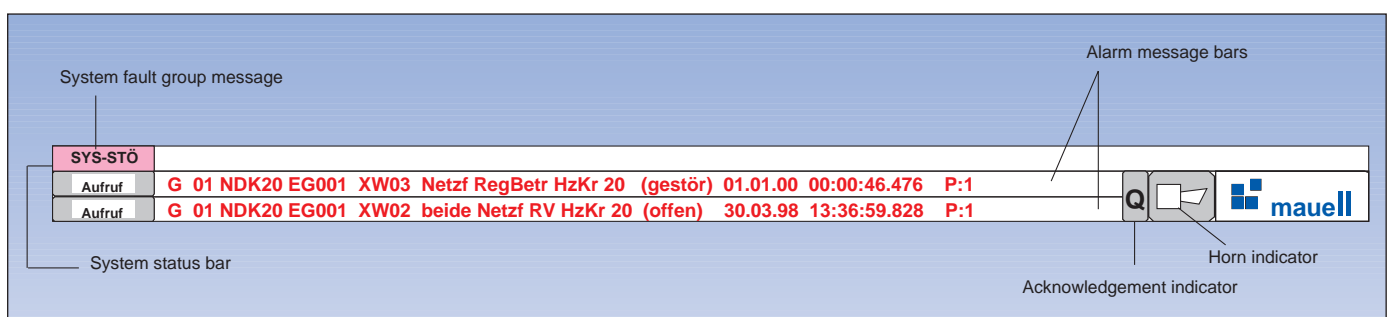 Alarm message bars
System fault group message
SYS-STÖ
Aufruf G 01 NDK20 EG001 XW03 Netzf RegBetr HzKr 20 (gestör) 01.01.00 00:00:46.476 P:1
Aufruf G 01 NDK20 EG001 XW02 beide Netzf RV HzKr 20 (offen) 30.03.98 13:36:59.828 P:1
Q
mauell
System status bar
Horn indicator
Acknowledgement indicator